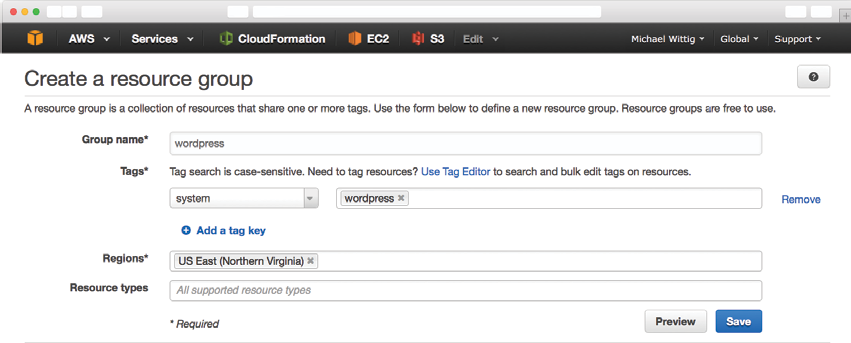 AWS Services CloudFormation EC2 S3 Edit Michael Wittig Global Support
Create a resource group
?
A resource group is a collection of resources that share one or more tags. Use the form below to define a new resource group. Resource groups are free to use.
Group name* wordpress
Tags* Tag search is case-sensitive. Need to tag resources? Use Tag Editor to search and bulk edit tags on resources.
system wordpress Remove
Add a tag key
Regions* US East (Northern Virginia)
Resource types All supported resource types
* Required Preview Save